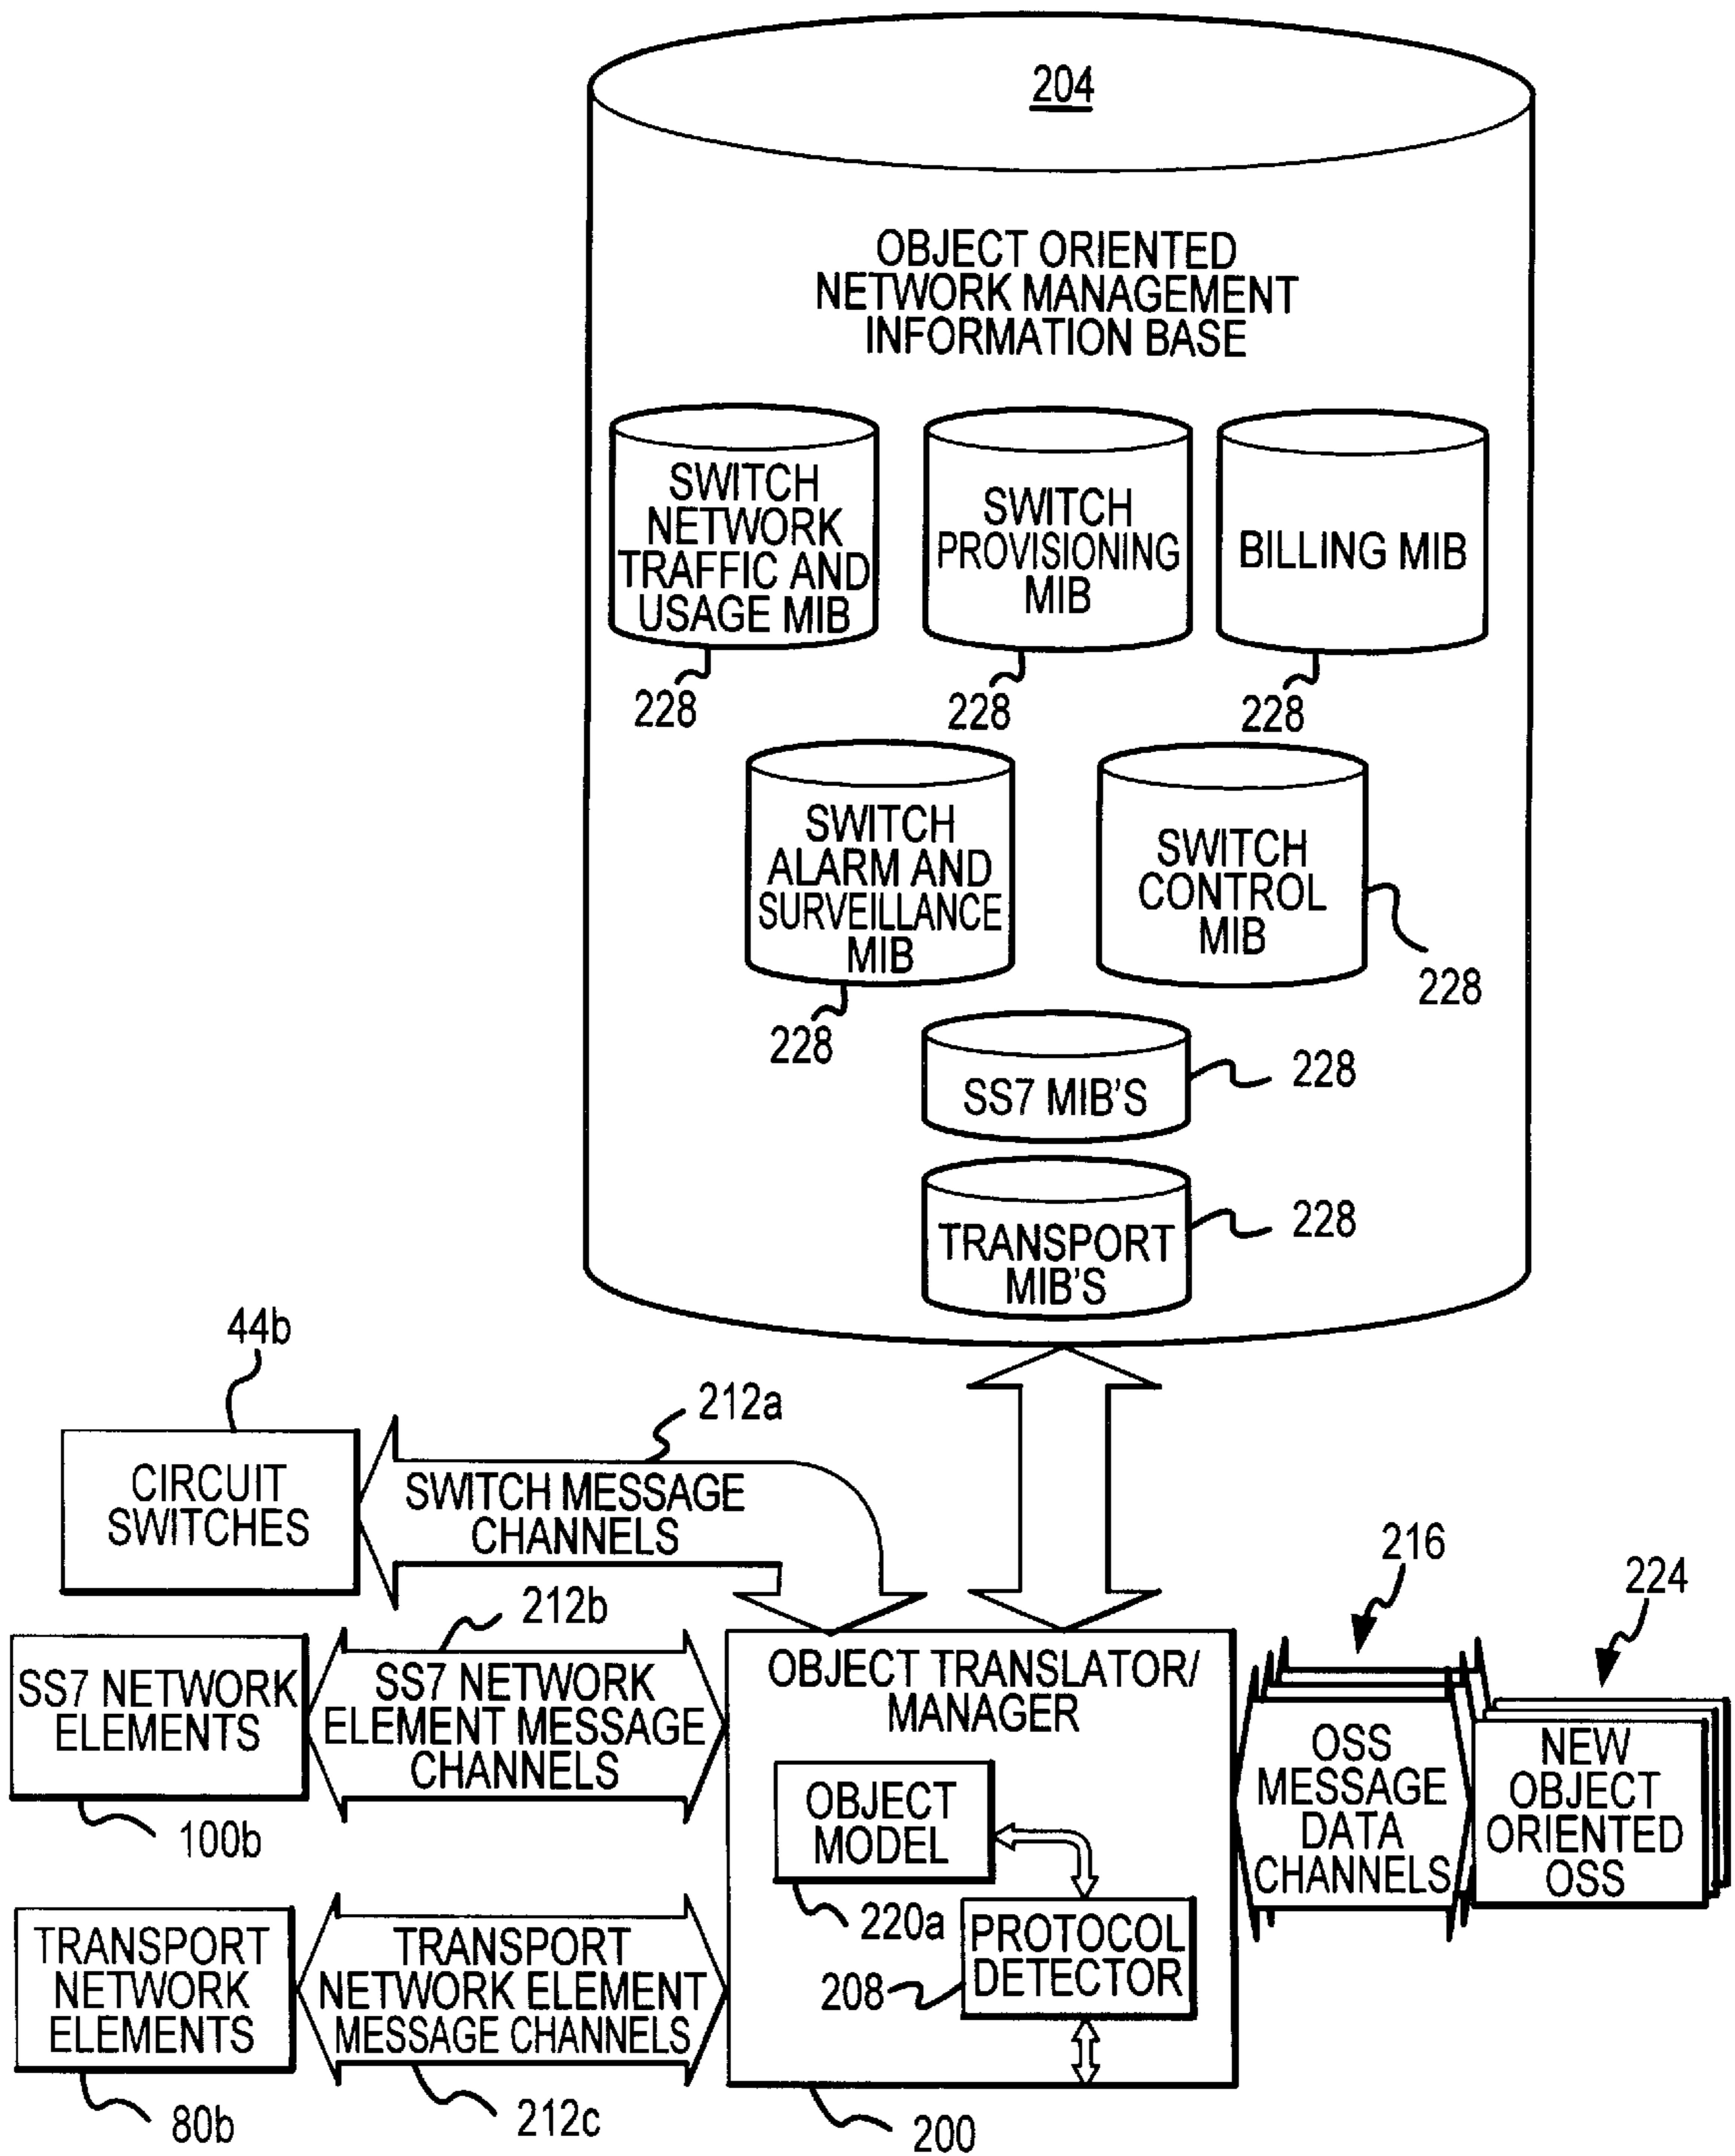 204
OBJECT ORIENTED
NETWORK MANAGEMENT
INFORMATION BASE
SWITCH
NETWORK
TRAFFIC AND
USAGE MIB
228
SWITCH
PROVISIONING
MIB
228
BILLING MIB
228
SWITCH
ALARM AND
SURVEILLANCE
MIB
228
SWITCH
CONTROL
MIB
228
SS7 MIB'S
228
TRANSPORT
MIB'S
228
44b
CIRCUIT
SWITCHES
212a
SWITCH MESSAGE
CHANNELS
SS7 NETWORK
ELEMENTS
100b
212b
SS7 NETWORK
ELEMENT MESSAGE
CHANNELS
TRANSPORT
NETWORK
ELEMENTS
80b
TRANSPORT
NETWORK ELEMENT
MESSAGE CHANNELS
212c
OBJECT TRANSLATOR/
MANAGER
OBJECT
MODEL
220a
PROTOCOL
DETECTOR
208
200
216
OSS
MESSAGE
DATA
CHANNELS
224
NEW
OBJECT
ORIENTED
OSS